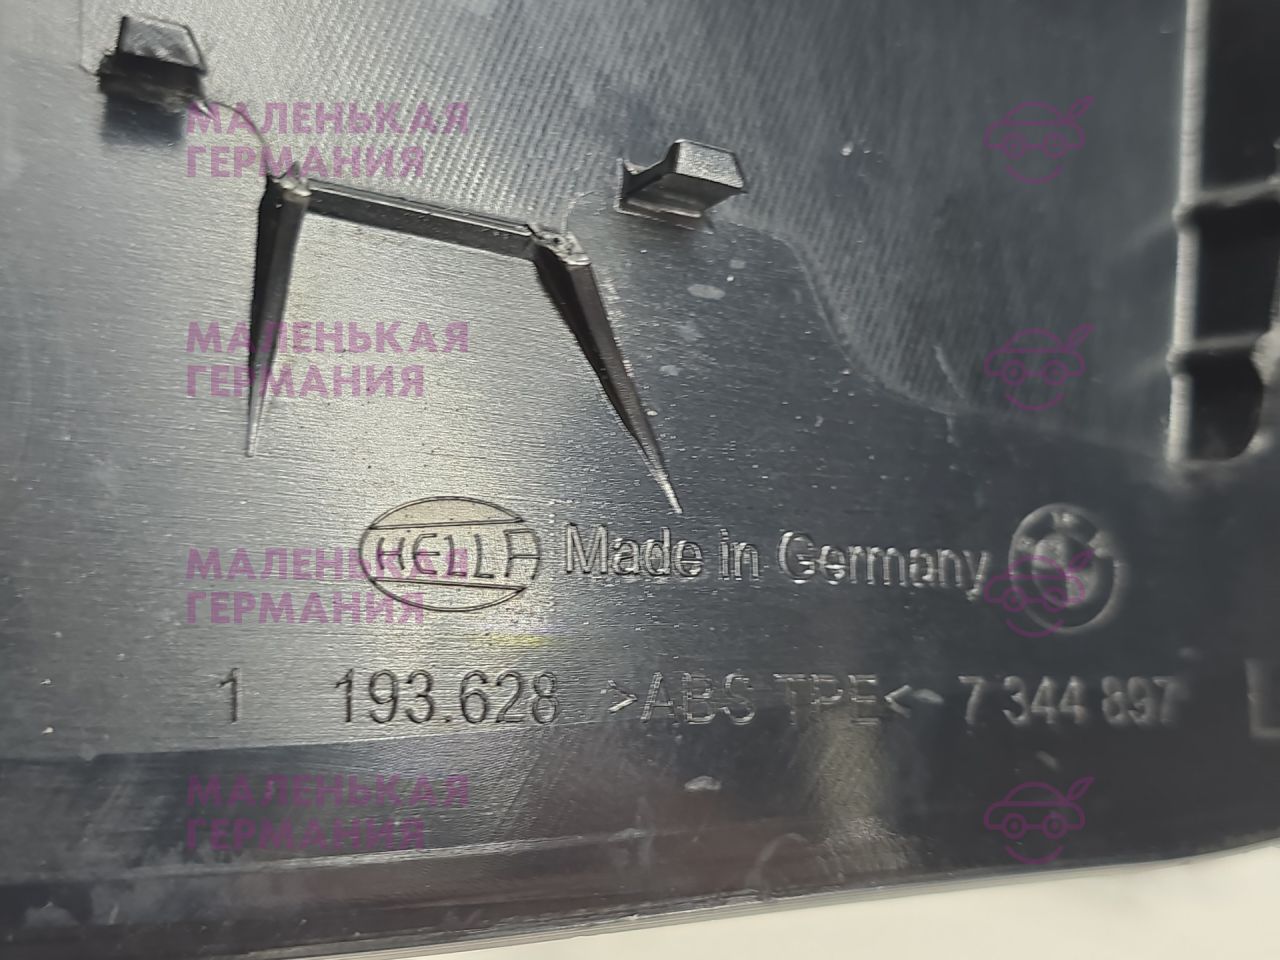 МАЛЕНЬКАЯ
ГЕРМАНИЯ
МАЛЕНЬКАЯ
ГЕРМАНИЯ
HELLA Made in Germany BMW
МАЛЕНЬКАЯ
ГЕРМАНИЯ
1 193.628 >ABS TPE<- 7 344 897 L
МАЛЕНЬКАЯ
ГЕРМАНИЯ